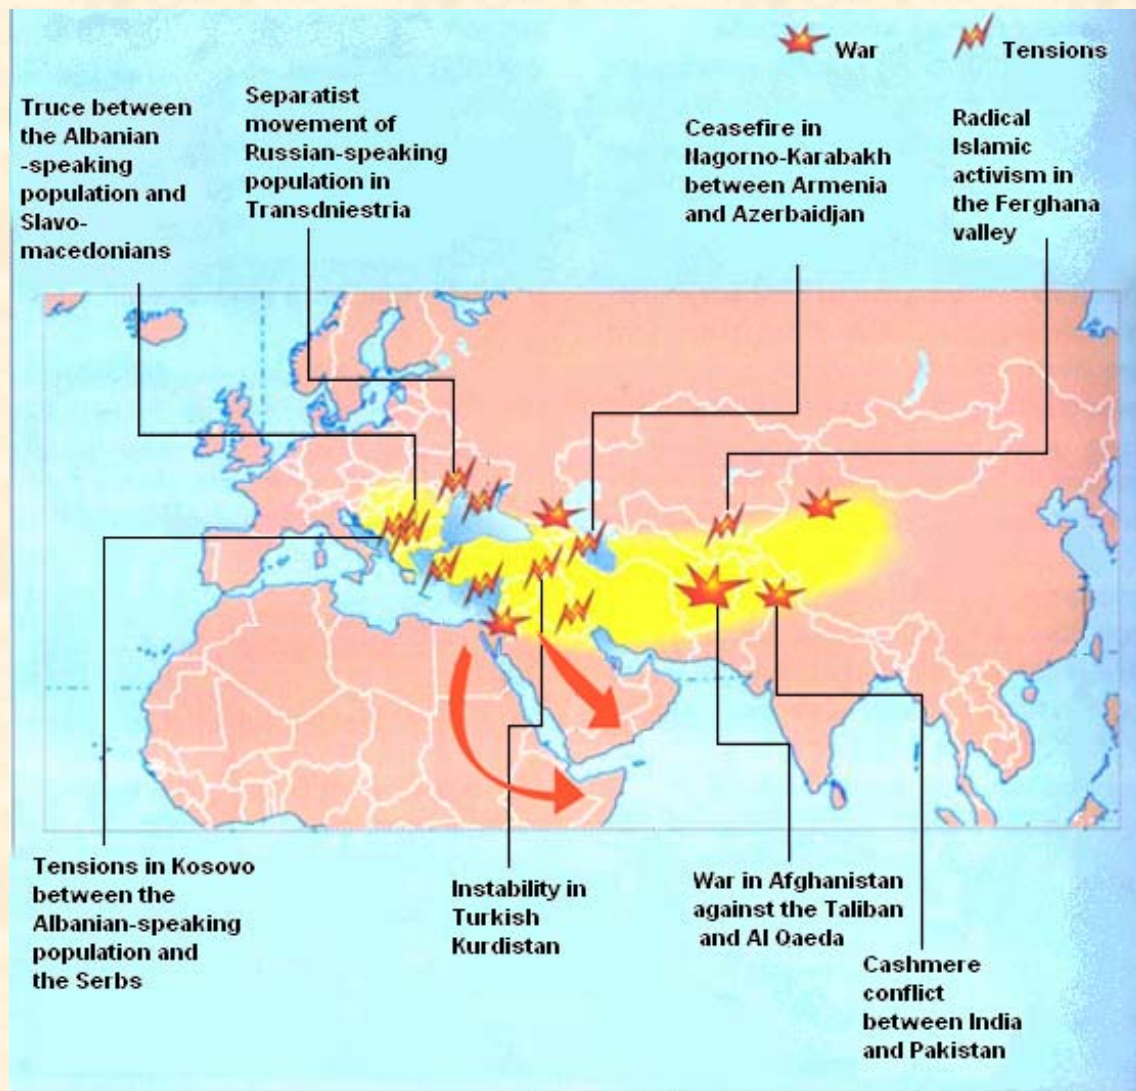 War
Tensions
Truce between
the Albanian
-speaking
population and
Slavo-
macedonians
Separatist
movement of
Russian-speaking
population in
Transdniestria
Ceasefire in
Nagorno-Karabakh
between Armenia
and Azerbaidjan
Radical
Islamic
activism in
the Ferghana
valley
Tensions in Kosovo
between the
Albanian-speaking
population and
the Serbs
Instability in
Turkish
Kurdistan
War in Afghanistan
against the Taliban
and Al Qaeda
Cashmere
conflict
between India
and Pakistan